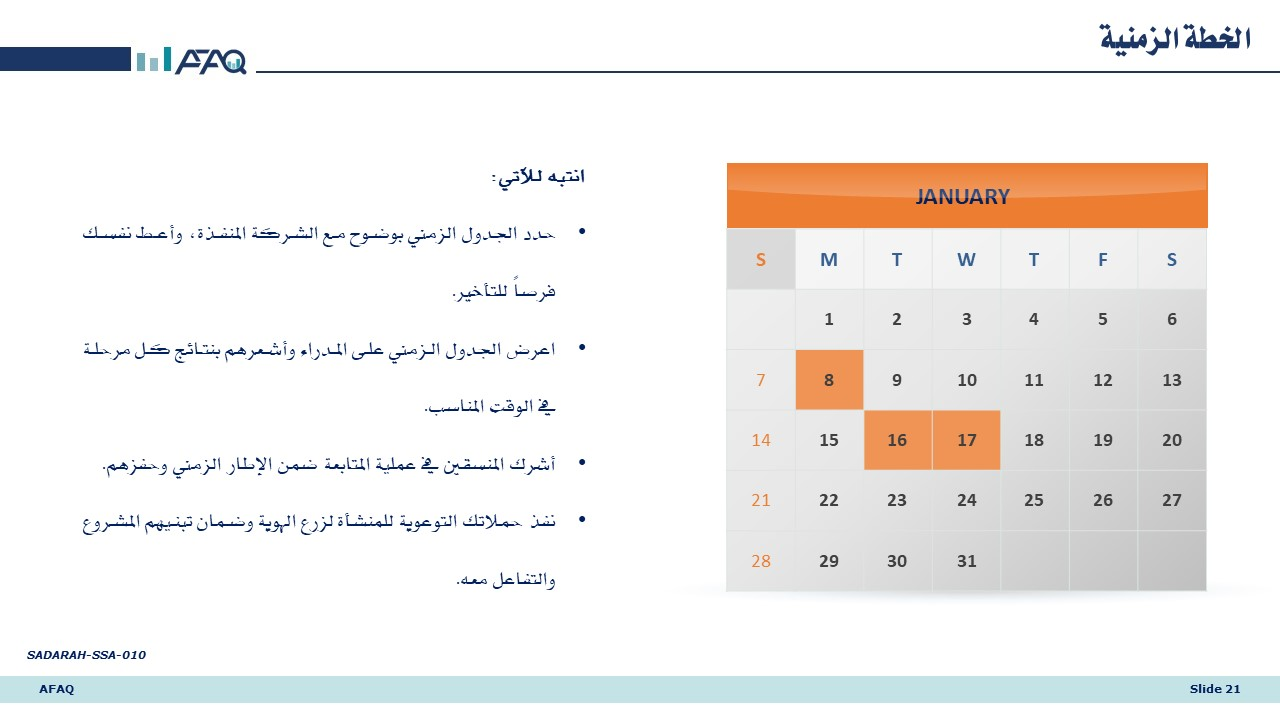 الخطة الزمنية
AFAQ
انتبه للآتي:
• حدد الجدول الزمني بوضوح مع الشركة المنفذة، وأعط نفسك
فرصاً للتأخير.
• اعرض الجدول الزمني على المدراء وأشعرهم بنتائج كل مرحلة
في الوقت المناسب.
• أشرك المنسقين في عملية المتابعة ضمن الإطار الزمني وحفزهم.
• نفذ حملاتك التوعوية للمنشأة لزرع الهوية وضمان تبنيهم المشروع
والتفاعل معه.
JANUARY
S M T W T F S
1 2 3 4 5 6
7 8 9 10 11 12 13
14 15 16 17 18 19 20
21 22 23 24 25 26 27
28 29 30 31
SADARAH-SSA-010
AFAQ
Slide 21